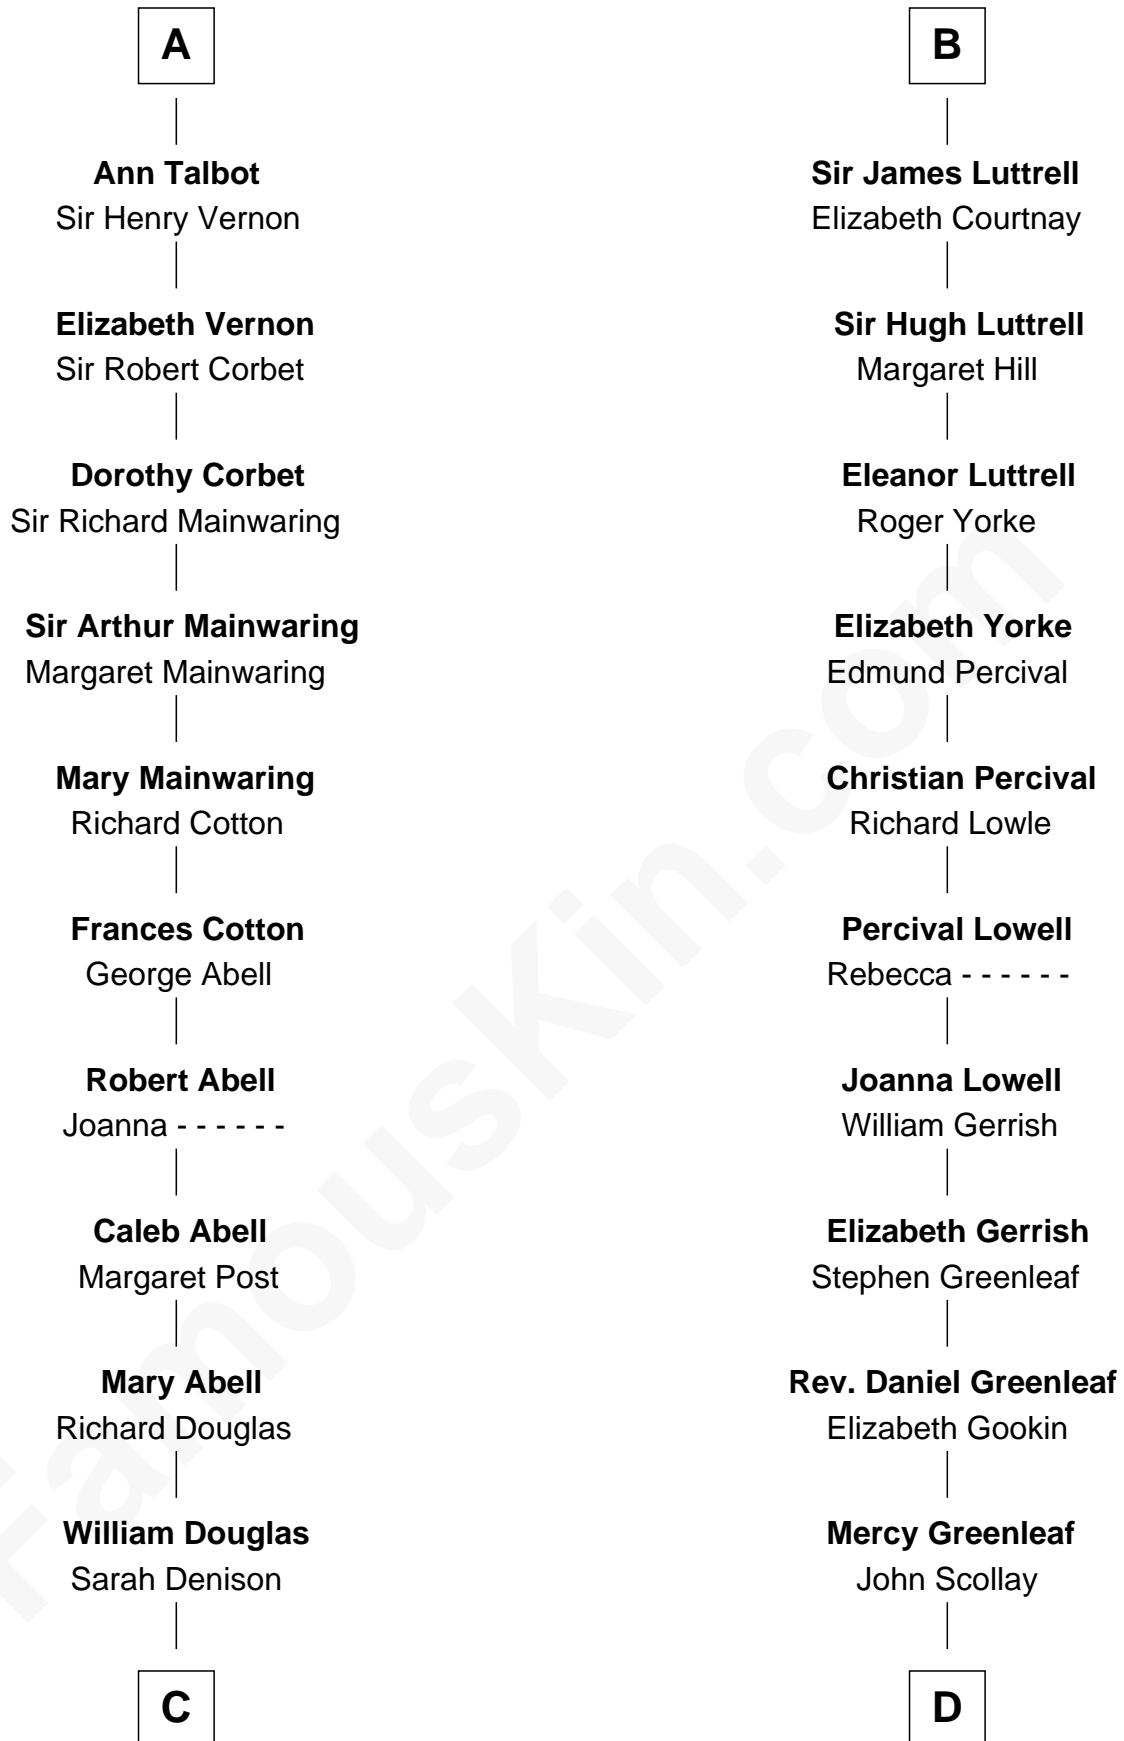 A
Ann Talbot
Sir Henry Vernon
Elizabeth Vernon
Sir Robert Corbet
Dorothy Corbet
Sir Richard Mainwaring
Sir Arthur Mainwaring
Margaret Mainwaring
Mary Mainwaring
Richard Cotton
Frances Cotton
George Abell
Robert Abell
Joanna - - - - - -
Caleb Abell
Margaret Post
Mary Abell
Richard Douglas
William Douglas
Sarah Denison
C
B
Sir James Luttrell
Elizabeth Courtnay
Sir Hugh Luttrell
Margaret Hill
Eleanor Luttrell
Roger Yorke
Elizabeth Yorke
Edmund Percival
Christian Percival
Richard Lowle
Percival Lowell
Rebecca - - - - - -
Joanna Lowell
William Gerrish
Elizabeth Gerrish
Stephen Greenleaf
Rev. Daniel Greenleaf
Elizabeth Gookin
Mercy Greenleaf
John Scollay
D
FamousKin.com